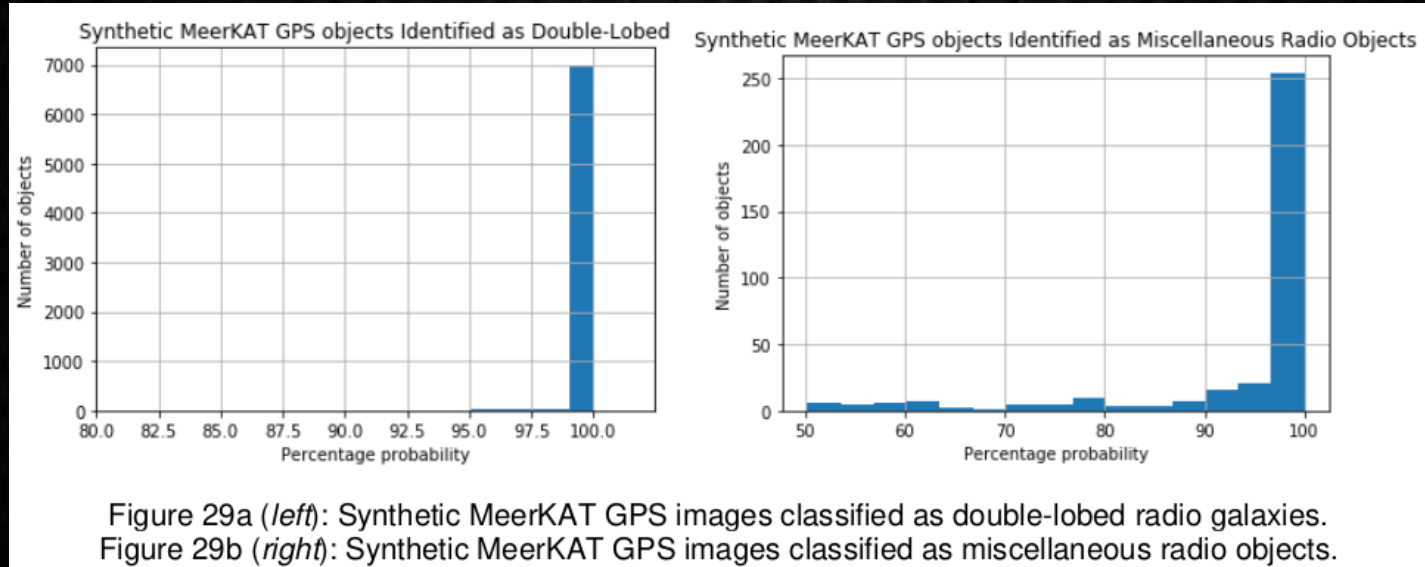 Synthetic MeerKAT GPS objects Identified as Double-Lobed
7000
6000
5000
4000
3000
2000
1000
0
Number of objects
80.0 82.5 85.0 87.5 90.0 92.5 95.0 97.5 100.0
Percentage probability
Synthetic MeerKAT GPS objects Identified as Miscellaneous Radio Objects
250
200
150
100
50
0
Number of objects
50 60 70 80 90 100
Percentage probability
Figure 29a (left): Synthetic MeerKAT GPS images classified as double-lobed radio galaxies.
Figure 29b (right): Synthetic MeerKAT GPS images classified as miscellaneous radio objects.